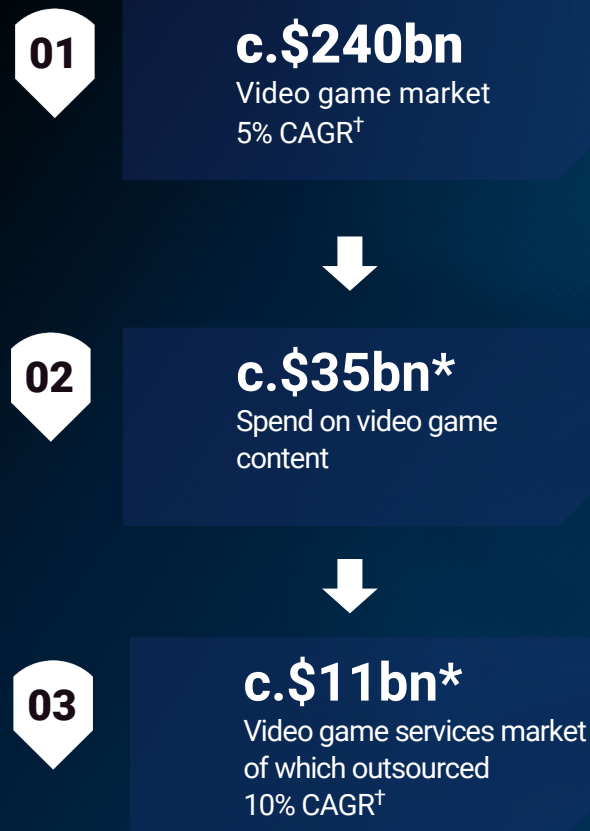 01
c.$240bn
Video game market
5% CAGR†
02
c.$35bn*
Spend on video game
content
03
c.$11bn*
Video game services market
of which outsourced
10% CAGR†